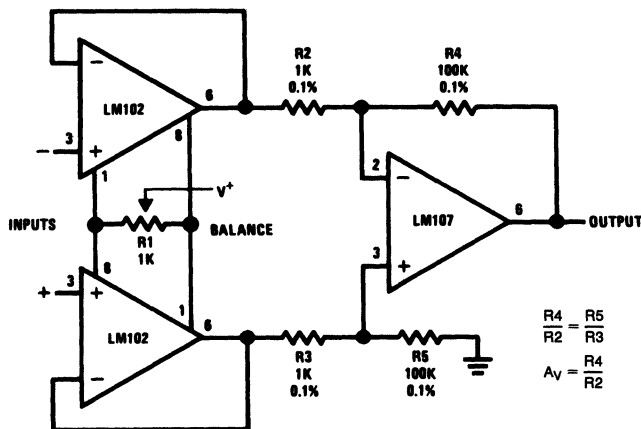 R2
1K
0.1%
R4
100K
0.1%
6
−
LM102
8
3
−
+
1
2
−
V+
LM107
6
INPUTS
BALANCE
OUTPUT
R1
1K
3
+
8
3
+
+
1
LM102
6
R4/R2 = R5/R3
−
R3
1K
0.1%
R5
100K
0.1%
AV = R4/R2